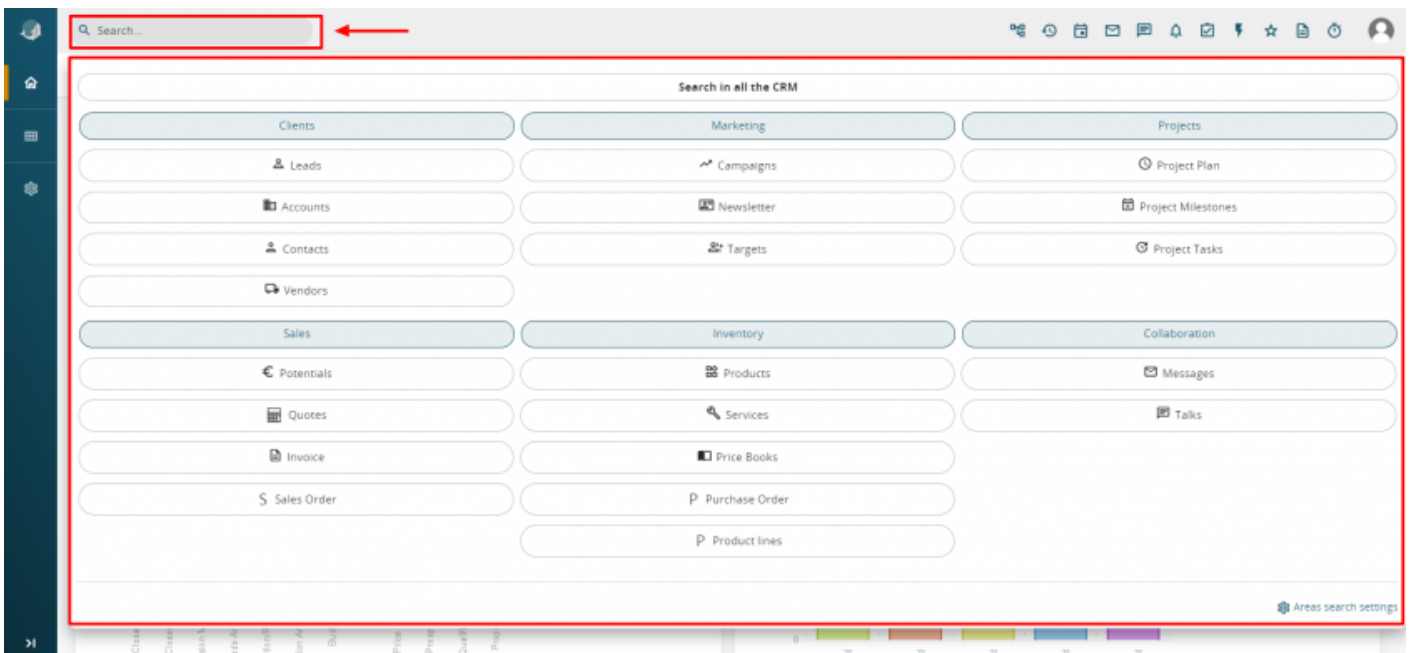 Search...
Search in all the CRM
Clients
Marketing
Projects
Leads
Campaigns
Project Plan
Accounts
Newsletter
Project Milestones
Contacts
Targets
Project Tasks
Vendors
Sales
Inventory
Collaboration
€ Potentials
Products
Messages
Quotes
Services
Talks
Invoice
Price Books
S Sales Order
P Purchase Order
P Product lines
Areas search settings
0